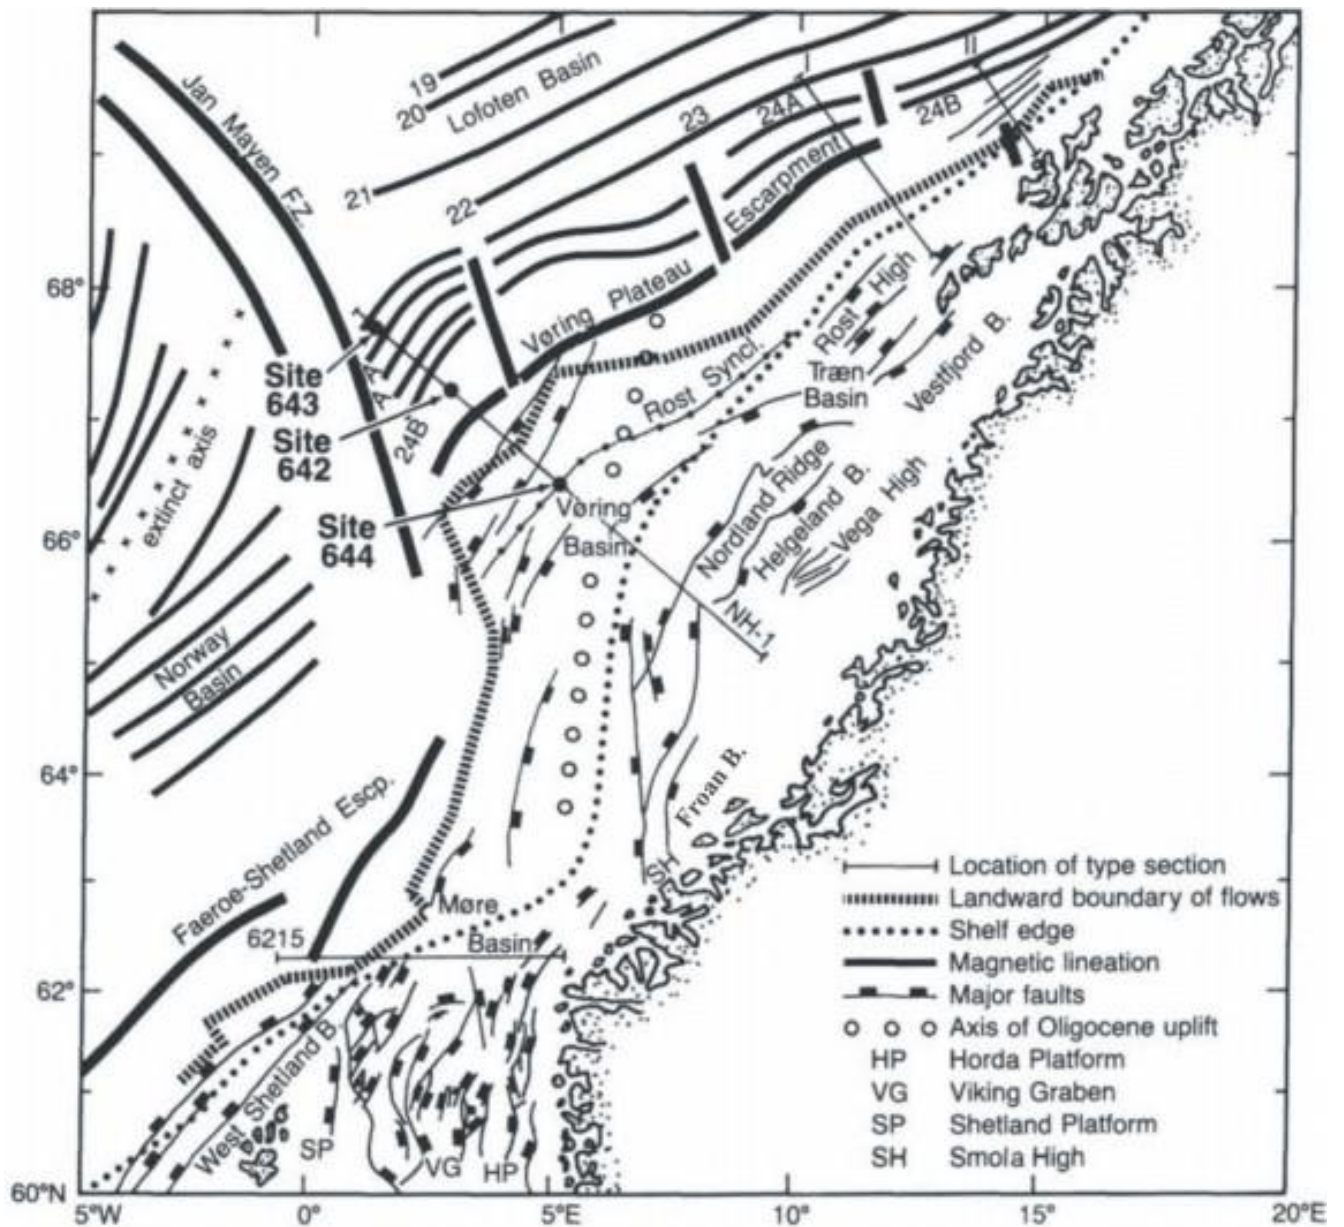 19
20
Lofoten Basin
21
22
23
24A
24B
I
II
Jan Mayen F.Z.
Escarpment
Vøring Plateau
68°
Site
643
Site
642
24B
A
Site
644
extinct axis
Rost High
Rost Syncl.
Træn
Basin
Vestfjord B.
Vøring
Basin
Nordland Ridge
Helgeland B.
Vega High
NH-1
66°
Norway
Basin
64°
Froan B.
SH
Faeroe-Shetland Escp.
Møre
Basin
6215
62°
West Shetland B.
SP
VG
HP
60°N
5°W
0°
5°E
10°
15°
20°E
Location of type section
Landward boundary of flows
Shelf edge
Magnetic lineation
Major faults
Axis of Oligocene uplift
HP Horda Platform
VG Viking Graben
SP Shetland Platform
SH Smola High